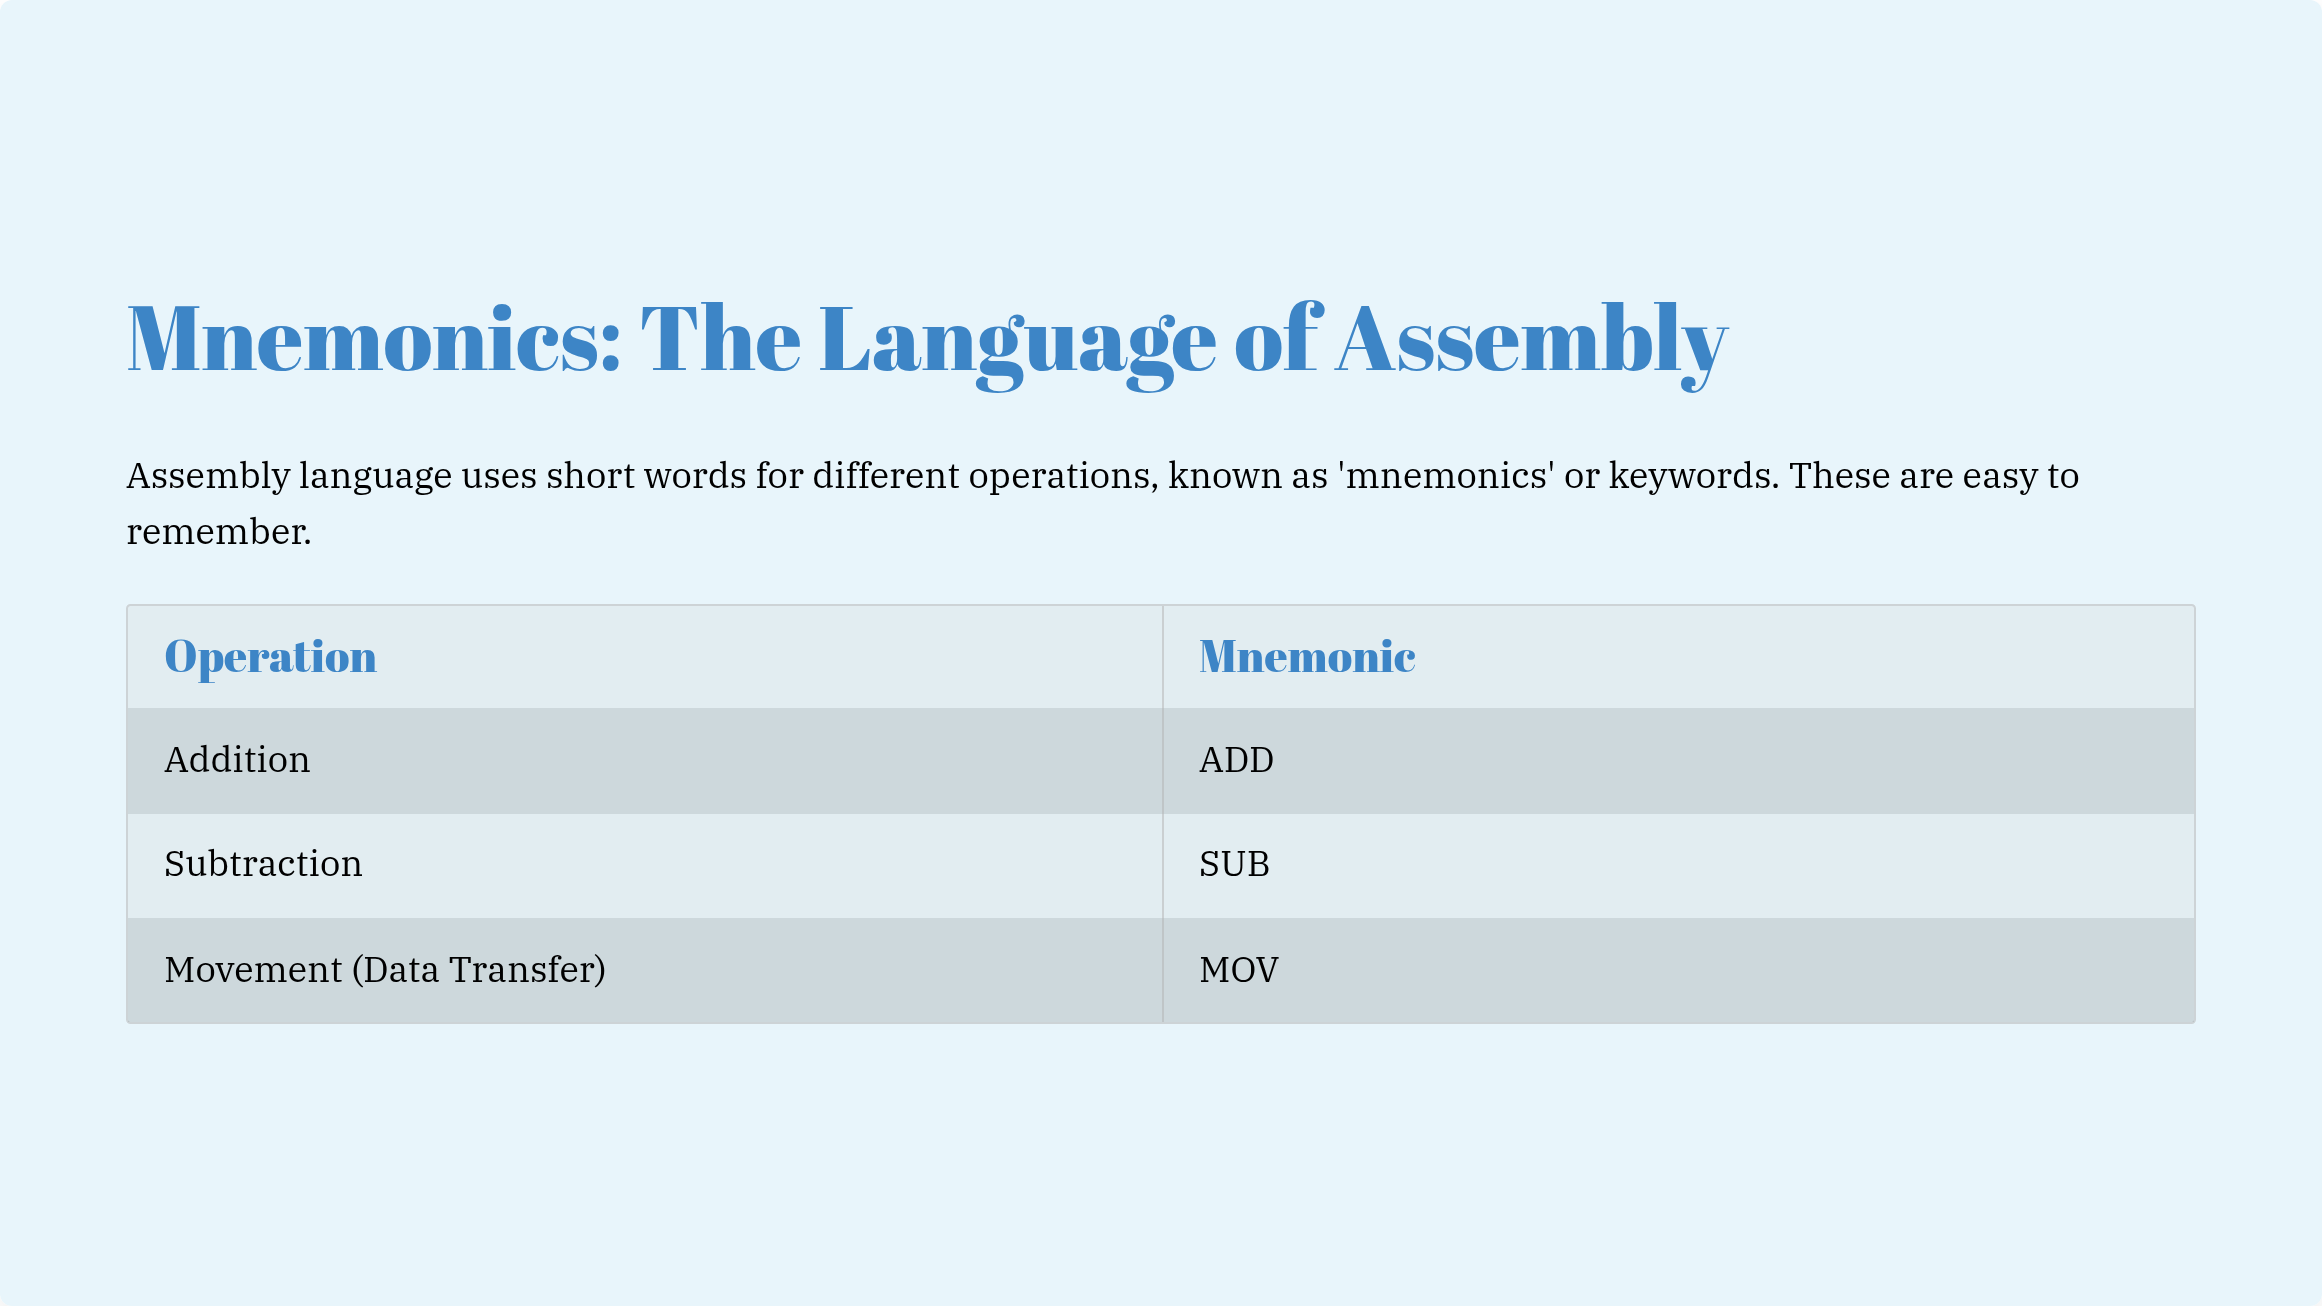 Mnemonics: The Language of Assembly
Assembly language uses short words for different operations, known as 'mnemonics' or keywords. These are easy to
remember.
Operation Mnemonic
Addition ADD
Subtraction SUB
Movement (Data Transfer) MOV